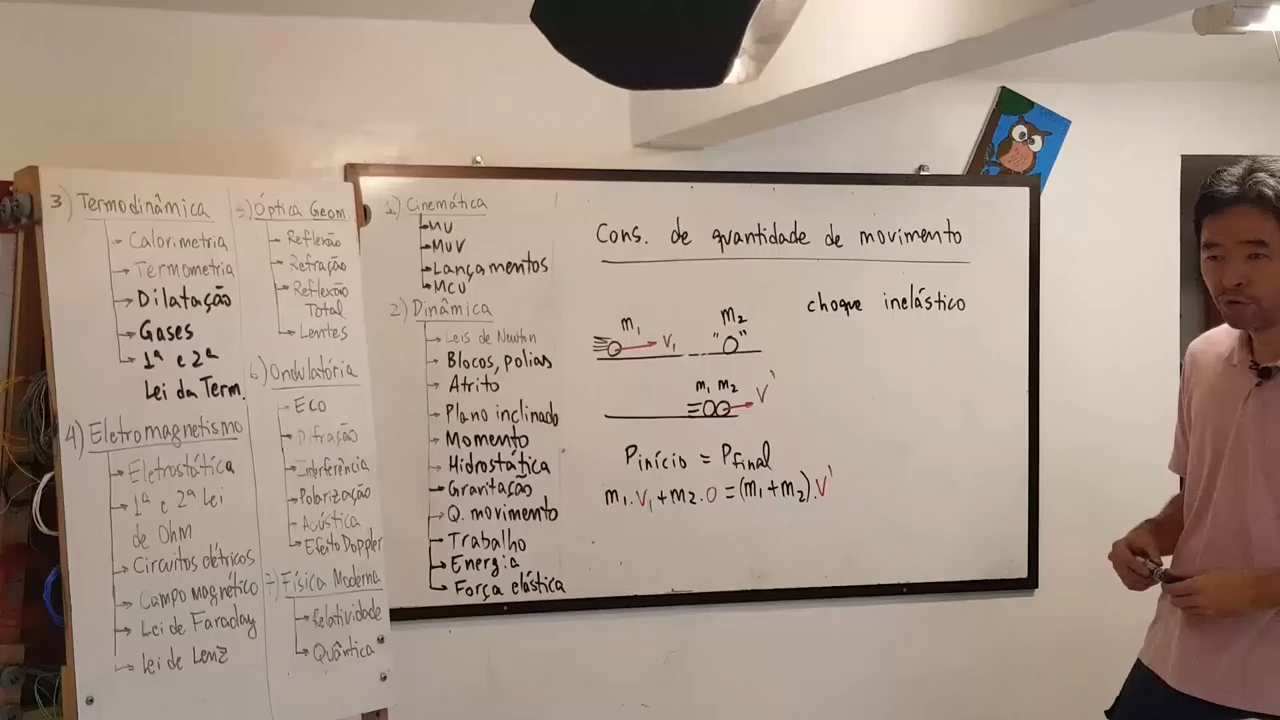 3) Termodinâmica
Calorimetria
Termometria
Dilatação
Gases
1ª e 2ª
Lei da Term.
4) Eletromagnetismo
Eletrostática
1ª e 2ª Lei
de Ohm
Circuitos elétricos
Campo magnético
Lei de Faraday
Lei de Lenz
5) Óptica Geom.
Reflexão
Refração
Reflexão
Total
Lentes
6) Ondulatória
Eco
Difração
Interferência
Polarização
Acústica
Efeito Doppler
7) Física Moderna
Relatividade
Quântica
1) Cinemática
MU
MUV
Lançamentos
MCU
2) Dinâmica
Leis de Newton
Blocos, polias
Atrito
Plano inclinado
Momento
Hidrostática
Gravitação
Q. movimento
Trabalho
Energia
Força elástica
Cons. de quantidade de movimento
choque inelástico
m₁ m₂
V₁ " "
m₁ m₂ V'
Pinício = Pfinal
m₁.V₁ + m₂.0 = (m₁+m₂).V'